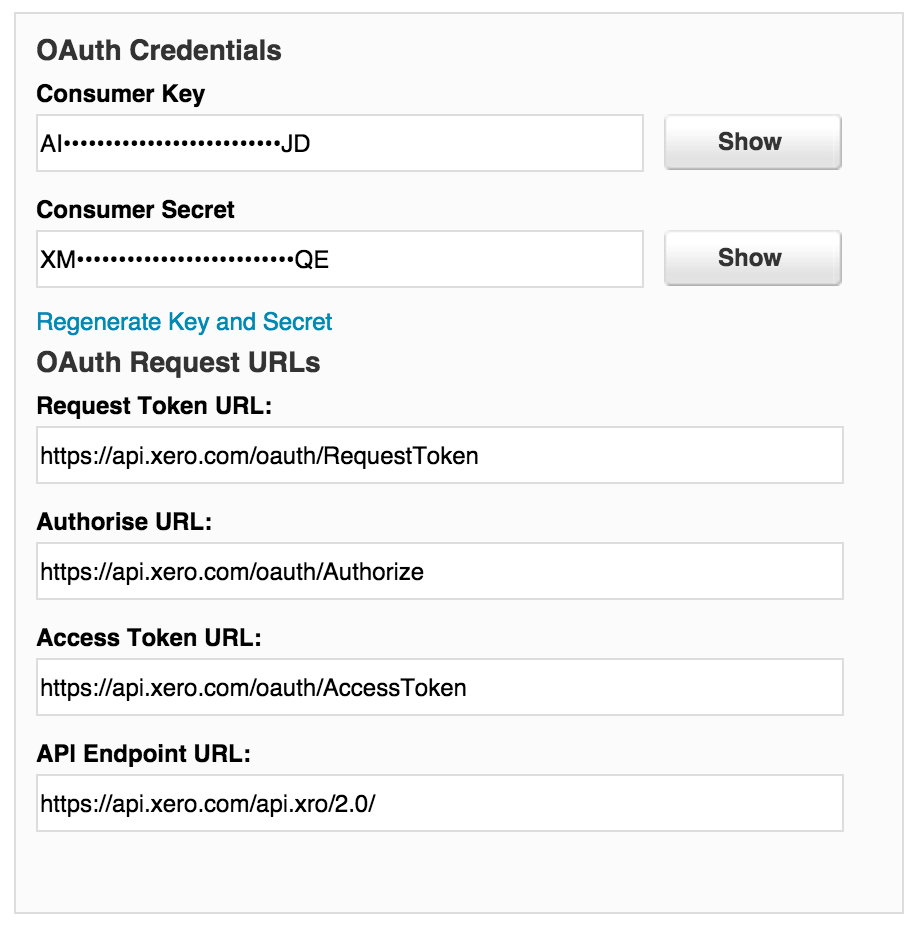 OAuth Credentials
Consumer Key
AI••••••••••••••••••••••••••JD
Show
Consumer Secret
XM••••••••••••••••••••••••••QE
Show
Regenerate Key and Secret
OAuth Request URLs
Request Token URL:
https://api.xero.com/oauth/RequestToken
Authorise URL:
https://api.xero.com/oauth/Authorize
Access Token URL:
https://api.xero.com/oauth/AccessToken
API Endpoint URL:
https://api.xero.com/api.xro/2.0/